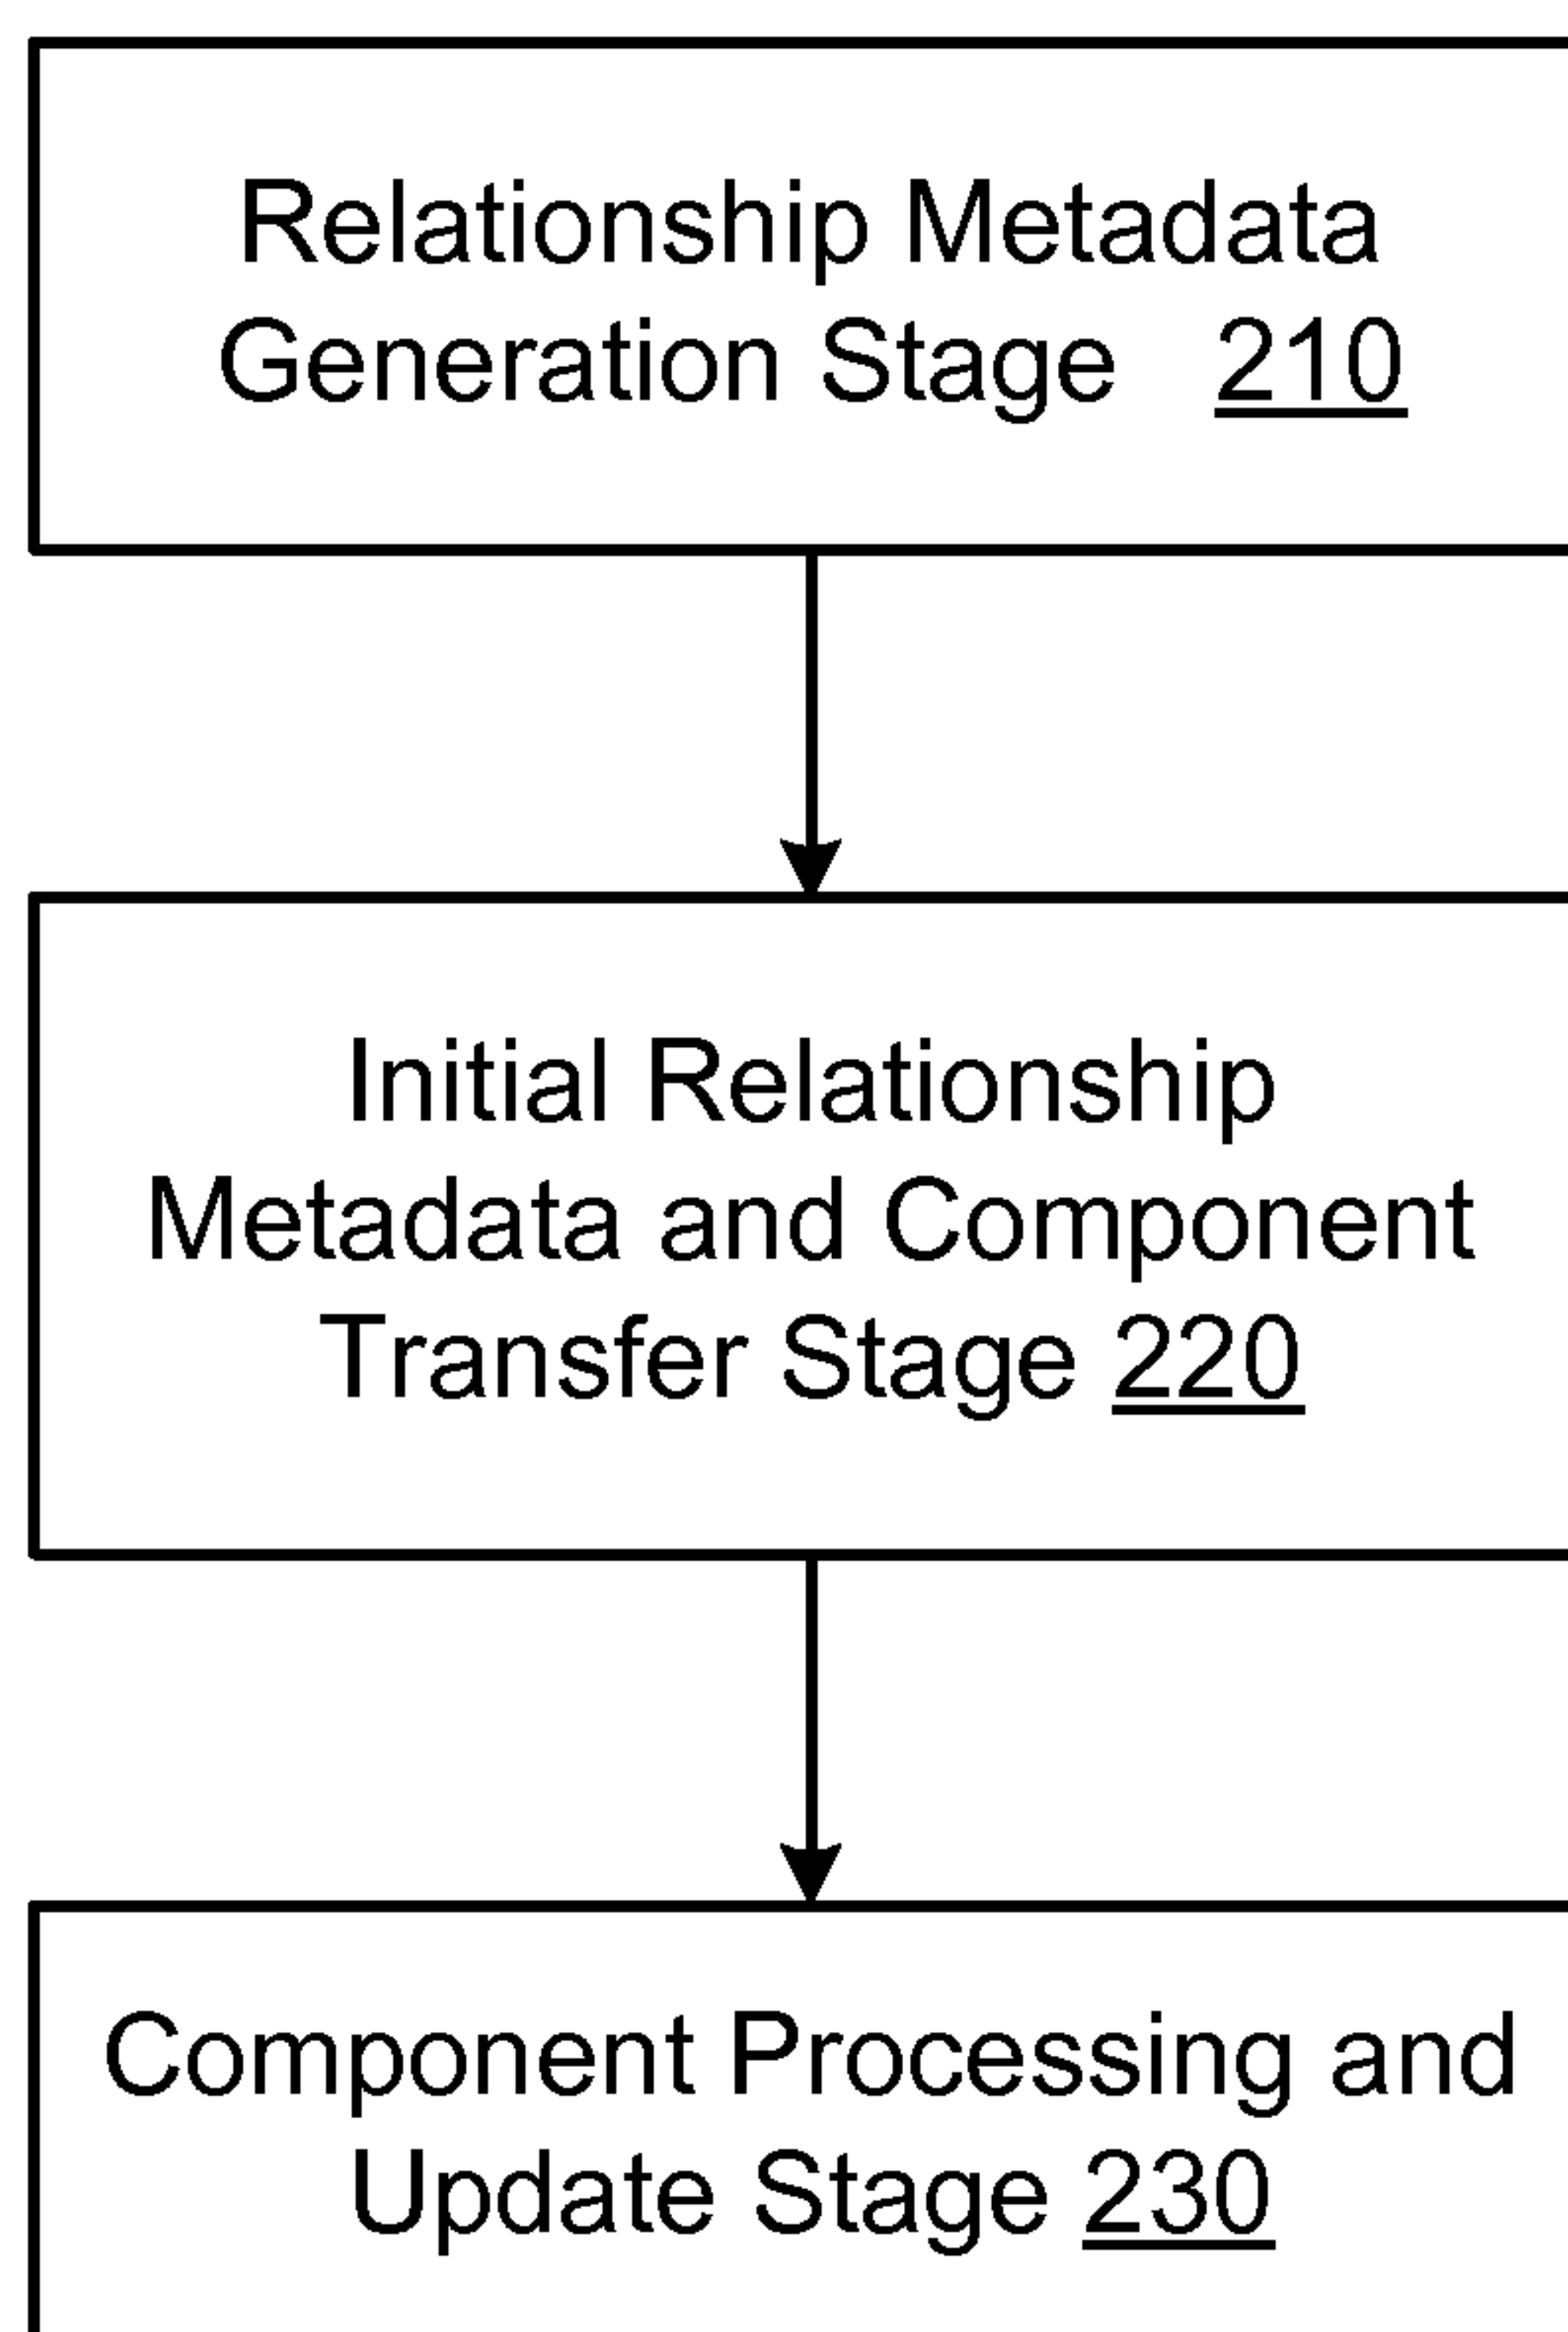 Relationship Metadata
Generation Stage 210
Initial Relationship
Metadata and Component
Transfer Stage 220
Component Processing and
Update Stage 230